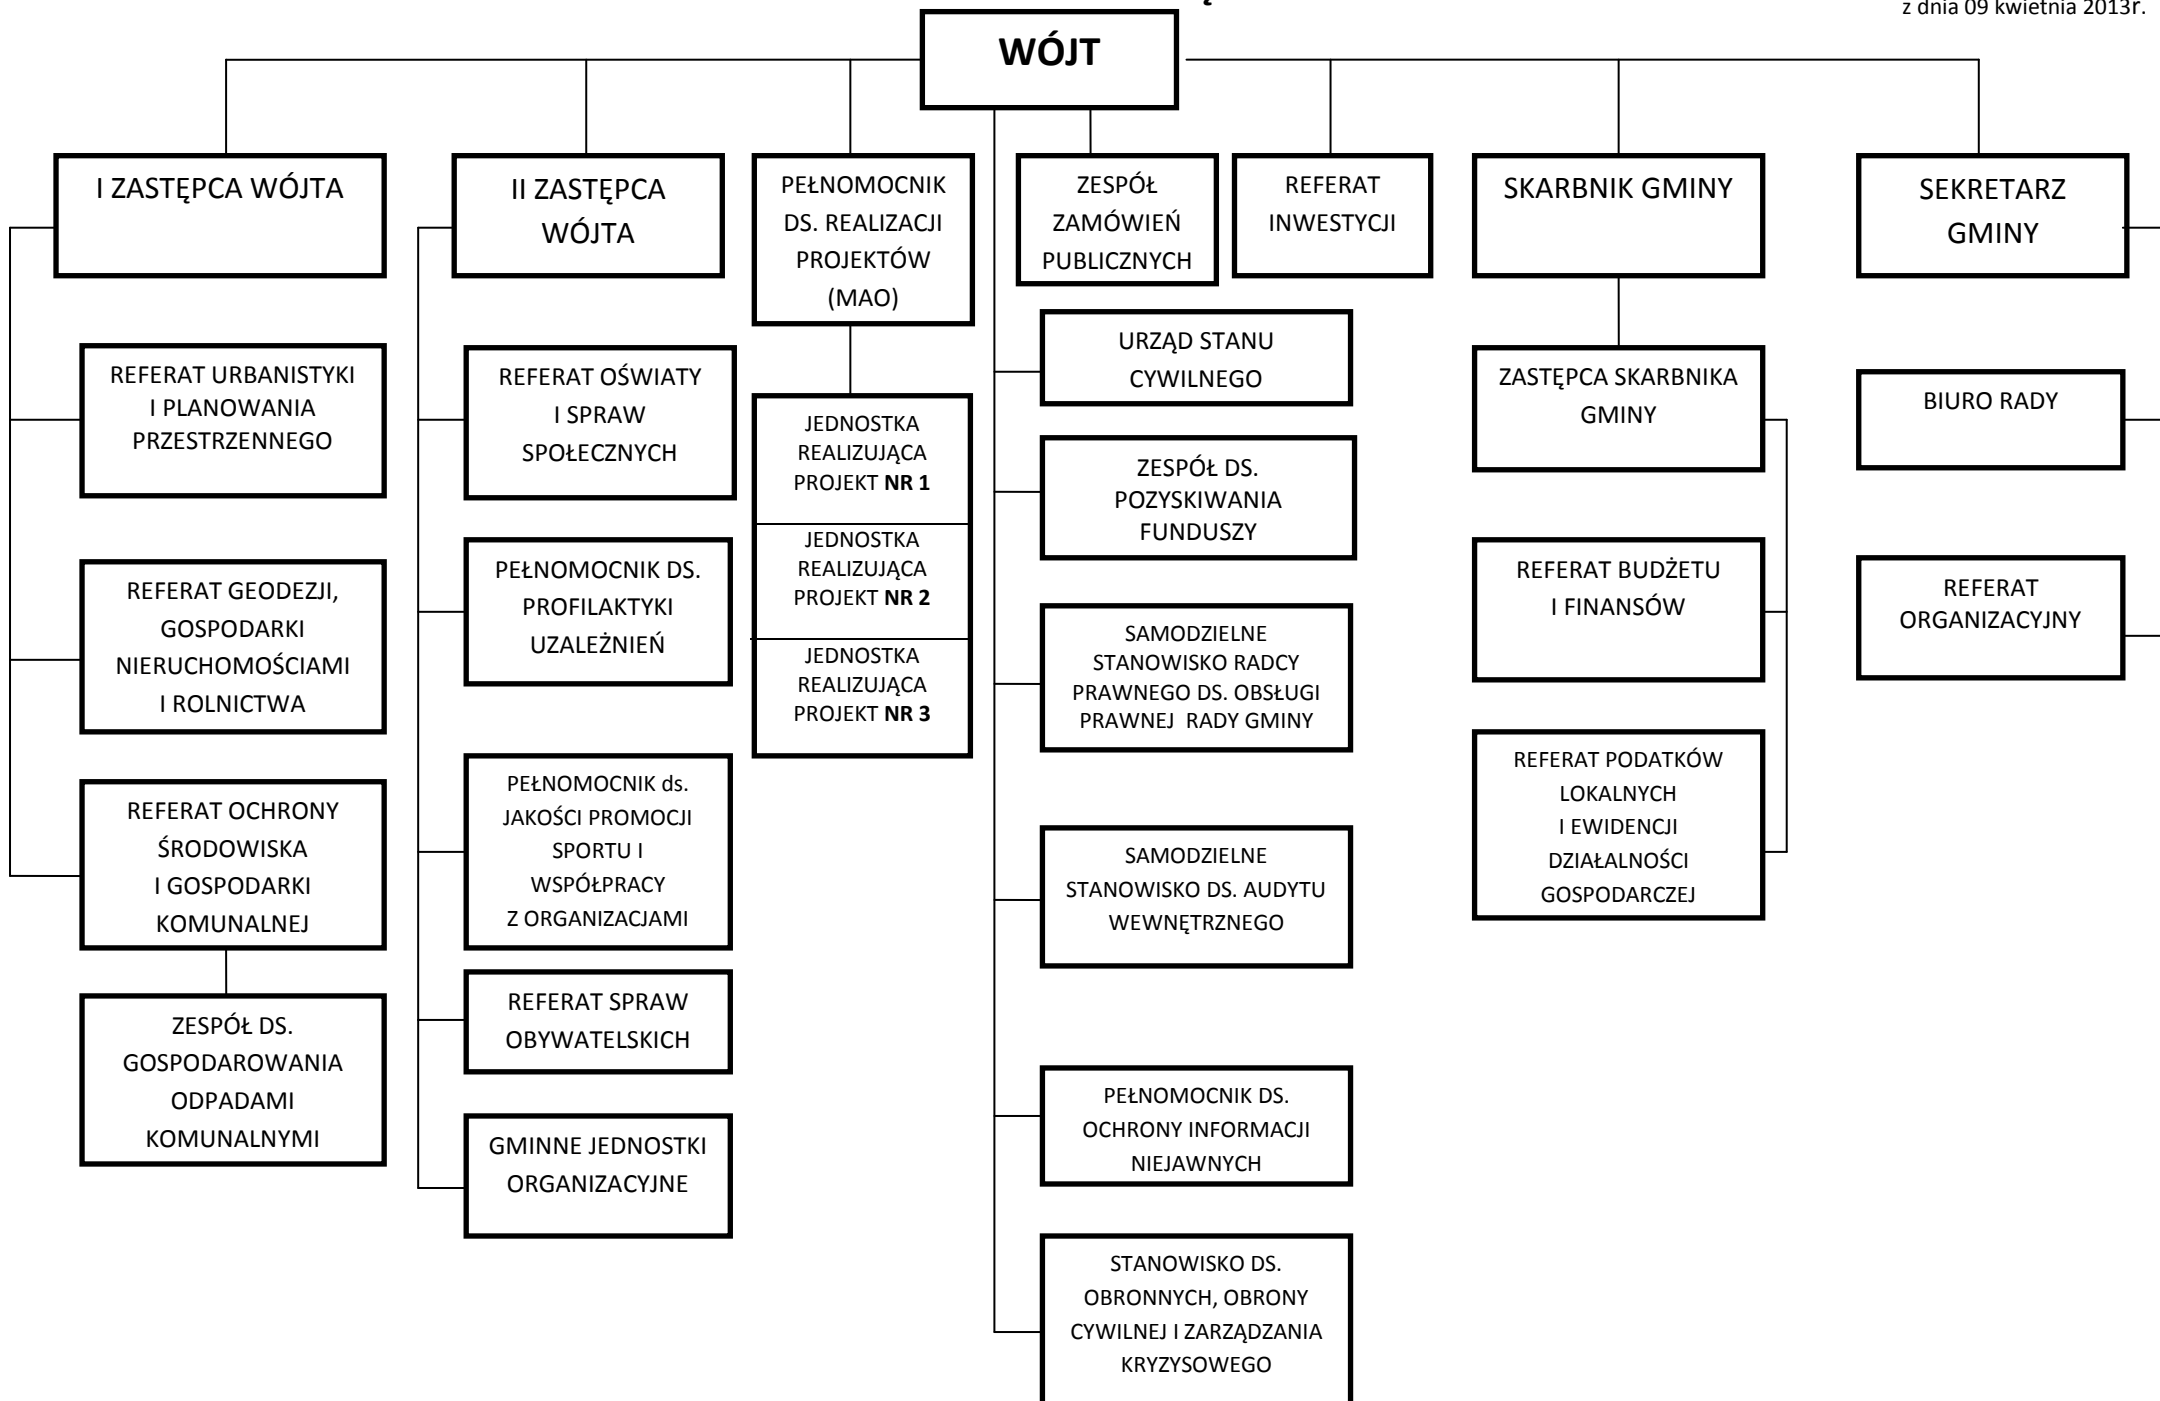 z dnia 09 kwietnia 2013r.
WÓJT
I ZASTĘPCA WÓJTA
II ZASTĘPCA
WÓJTA
PEŁNOMOCNIK
DS. REALIZACJI
PROJEKTÓW
(MAO)
ZESPÓŁ
ZAMÓWIEŃ
PUBLICZNYCH
REFERAT
INWESTYCJI
SKARBNIK GMINY
SEKRETARZ
GMINY
REFERAT URBANISTYKI
I PLANOWANIA
PRZESTRZENNEGO
REFERAT GEODEZJI,
GOSPODARKI
NIERUCHOMOŚCIAMI
I ROLNICTWA
REFERAT OCHRONY
ŚRODOWISKA
I GOSPODARKI
KOMUNALNEJ
ZESPÓŁ DS.
GOSPODAROWANIA
ODPADAMI
KOMUNALNYMI
REFERAT OŚWIATY
I SPRAW
SPOŁECZNYCH
PEŁNOMOCNIK DS.
PROFILAKTYKI
UZALEŻNIEŃ
PEŁNOMOCNIK ds.
JAKOŚCI PROMOCJI
SPORTU I
WSPÓŁPRACY
Z ORGANIZACJAMI
REFERAT SPRAW
OBYWATELSKICH
GMINNE JEDNOSTKI
ORGANIZACYJNE
JEDNOSTKA
REALIZUJĄCA
PROJEKT NR 1
JEDNOSTKA
REALIZUJĄCA
PROJEKT NR 2
JEDNOSTKA
REALIZUJĄCA
PROJEKT NR 3
URZĄD STANU
CYWILNEGO
ZESPÓŁ DS.
POZYSKIWANIA
FUNDUSZY
SAMODZIELNE
STANOWISKO RADCY
PRAWNEGO DS. OBSŁUGI
PRAWNEJ RADY GMINY
SAMODZIELNE
STANOWISKO DS. AUDYTU
WEWNĘTRZNEGO
PEŁNOMOCNIK DS.
OCHRONY INFORMACJI
NIEJAWNYCH
STANOWISKO DS.
OBRONNYCH, OBRONY
CYWILNEJ I ZARZĄDZANIA
KRYZYSOWEGO
ZASTĘPCA SKARBNIKA
GMINY
REFERAT BUDŻETU
I FINANSÓW
REFERAT PODATKÓW
LOKALNYCH
I EWIDENCJI
DZIAŁALNOŚCI
GOSPODARCZEJ
BIURO RADY
REFERAT
ORGANIZACYJNY